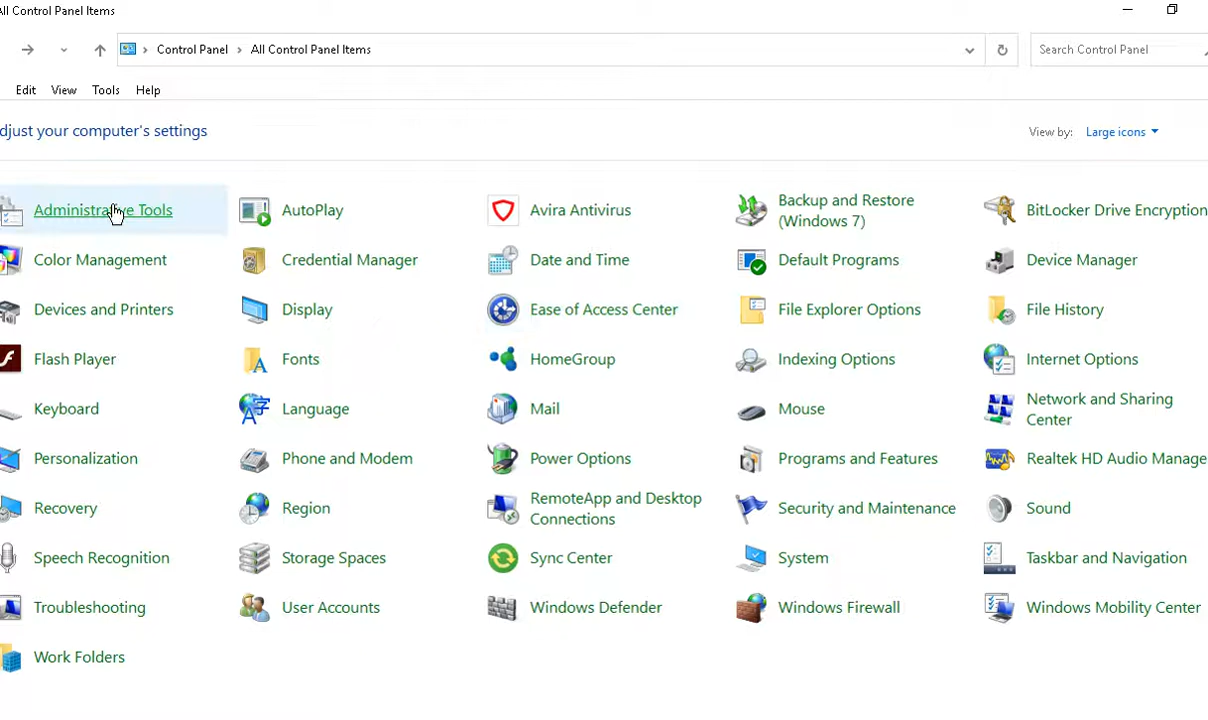 All Control Panel Items
Control Panel > All Control Panel Items
Search Control Panel
Edit View Tools Help
djust your computer's settings
View by: Large icons
Administrative Tools
AutoPlay
Avira Antivirus
Backup and Restore
(Windows 7)
BitLocker Drive Encryption
Color Management
Credential Manager
Date and Time
Default Programs
Device Manager
Devices and Printers
Display
Ease of Access Center
File Explorer Options
File History
Flash Player
Fonts
HomeGroup
Indexing Options
Internet Options
Keyboard
Language
Mail
Mouse
Network and Sharing
Center
Personalization
Phone and Modem
Power Options
Programs and Features
Realtek HD Audio Manage
Recovery
Region
RemoteApp and Desktop
Connections
Security and Maintenance
Sound
Speech Recognition
Storage Spaces
Sync Center
System
Taskbar and Navigation
Troubleshooting
User Accounts
Windows Defender
Windows Firewall
Windows Mobility Center
Work Folders